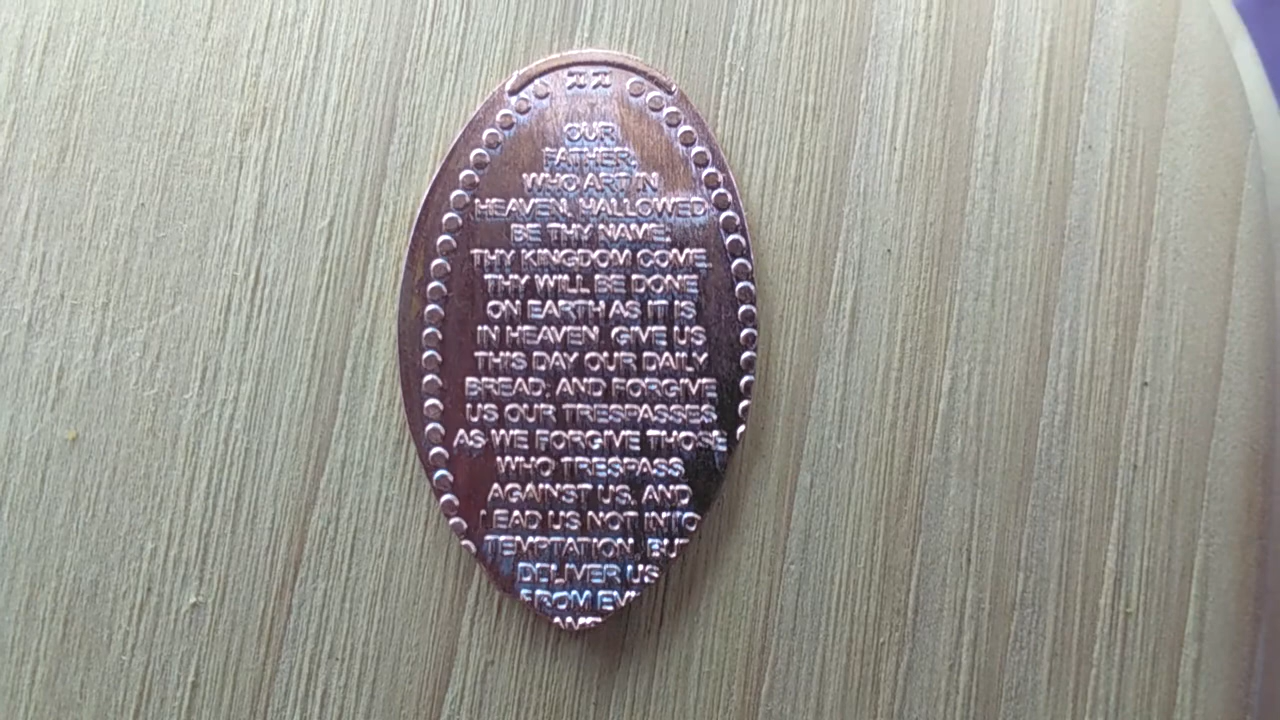 OUR
FATHER,
WHO ART IN
HEAVEN, HALLOWED
BE THY NAME;
THY KINGDOM COME,
THY WILL BE DONE
ON EARTH AS IT IS
IN HEAVEN. GIVE US
THIS DAY OUR DAILY
BREAD; AND FORGIVE
US OUR TRESPASSES
AS WE FORGIVE THOSE
WHO TRESPASS
AGAINST US, AND
LEAD US NOT INTO
TEMPTATION, BUT
DELIVER US
FROM